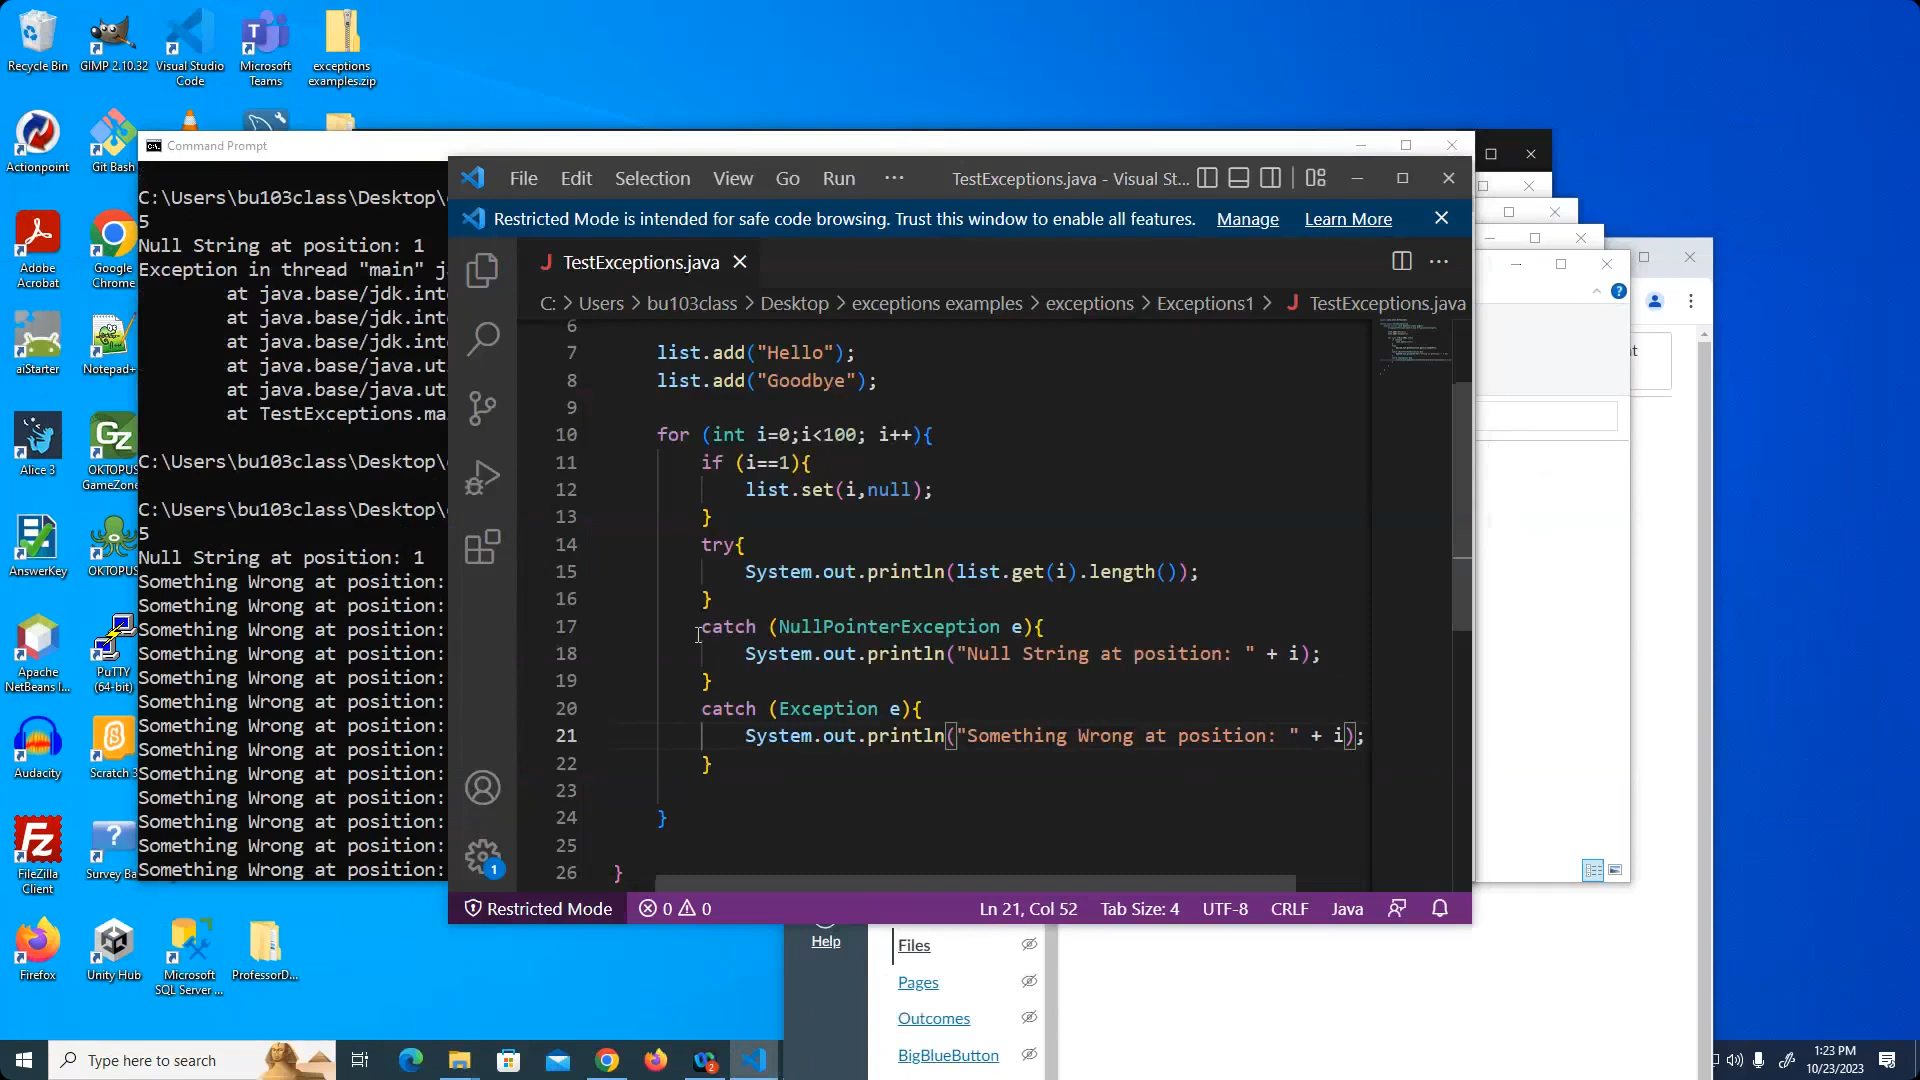 Recycle Bin
GIMP 2.10.32
Visual Studio
Code
Microsoft
Teams
exceptions
examples.zip
Actionpoint
Git Bash
Adobe
Acrobat
Google
Chrome
aiStarter
Notepad+
Alice 3
OKTOPUS
GameZone
AnswerKey
OKTOPUS
Apache
NetBeans I...
PuTTY
(64-bit)
Audacity
Scratch 3
FileZilla
Client
Survey Ba
Firefox
Unity Hub
Microsoft
SQL Server ...
ProfessorD...
Command Prompt
C:\Users\bu103class\Desktop\
5
Null String at position: 1
Exception in thread "main" j
at java.base/jdk.inte
at java.base/jdk.inte
at java.base/jdk.inte
at java.base/java.ut
at java.base/java.ut
at TestExceptions.ma
C:\Users\bu103class\Desktop\
C:\Users\bu103class\Desktop\
5
Null String at position: 1
Something Wrong at position:
Something Wrong at position:
Something Wrong at position:
Something Wrong at position:
Something Wrong at position:
Something Wrong at position:
Something Wrong at position:
Something Wrong at position:
Something Wrong at position:
Something Wrong at position:
Something Wrong at position:
Something Wrong at position:
Something Wrong at position:
File Edit Selection View Go Run ··· TestExceptions.java - Visual St...
Restricted Mode is intended for safe code browsing. Trust this window to enable all features. Manage Learn More
J TestExceptions.java
C: > Users > bu103class > Desktop > exceptions examples > exceptions > Exceptions1 > J TestExceptions.java
6
7 list.add("Hello");
8 list.add("Goodbye");
9
10 for (int i=0;i<100; i++){
11 if (i==1){
12 list.set(i,null);
13 }
14 try{
15 System.out.println(list.get(i).length());
16 }
17 catch (NullPointerException e){
18 System.out.println("Null String at position: " + i);
19 }
20 catch (Exception e){
21 System.out.println("Something Wrong at position: " + i);
22 }
23
24 }
25
26 }
1
Restricted Mode 0 0 Ln 21, Col 52 Tab Size: 4 UTF-8 CRLF Java
Help
Files
Pages
Outcomes
BigBlueButton
Type here to search
2
1:23 PM
10/23/2023